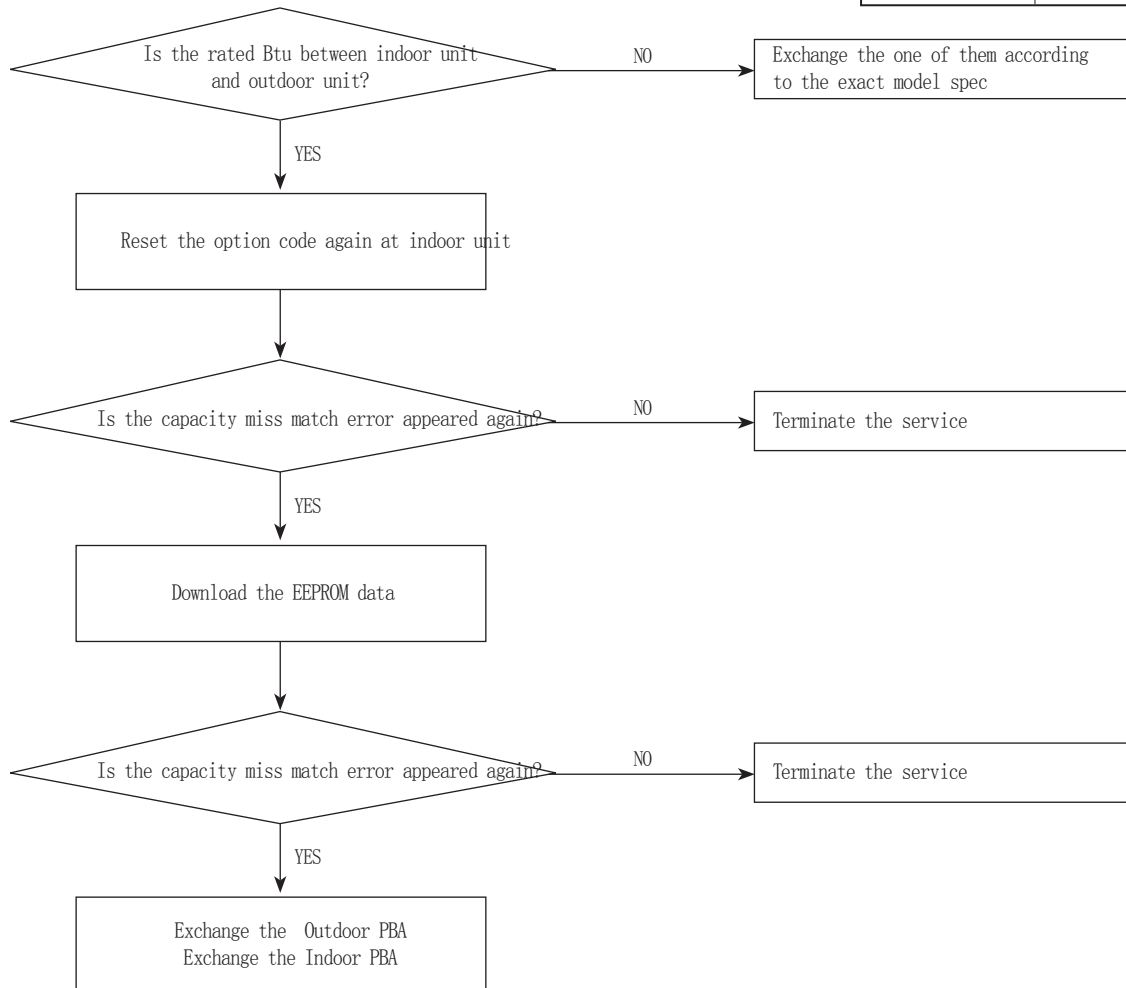 Is the rated Btu between indoor unit
and outdoor unit?
NO
Exchange the one of them according
to the exact model spec
YES
Reset the option code again at indoor unit
Is the capacity miss match error appeared again?
NO
Terminate the service
YES
Download the EEPROM data
Is the capacity miss match error appeared again?
NO
Terminate the service
YES
Exchange the Outdoor PBA
Exchange the Indoor PBA